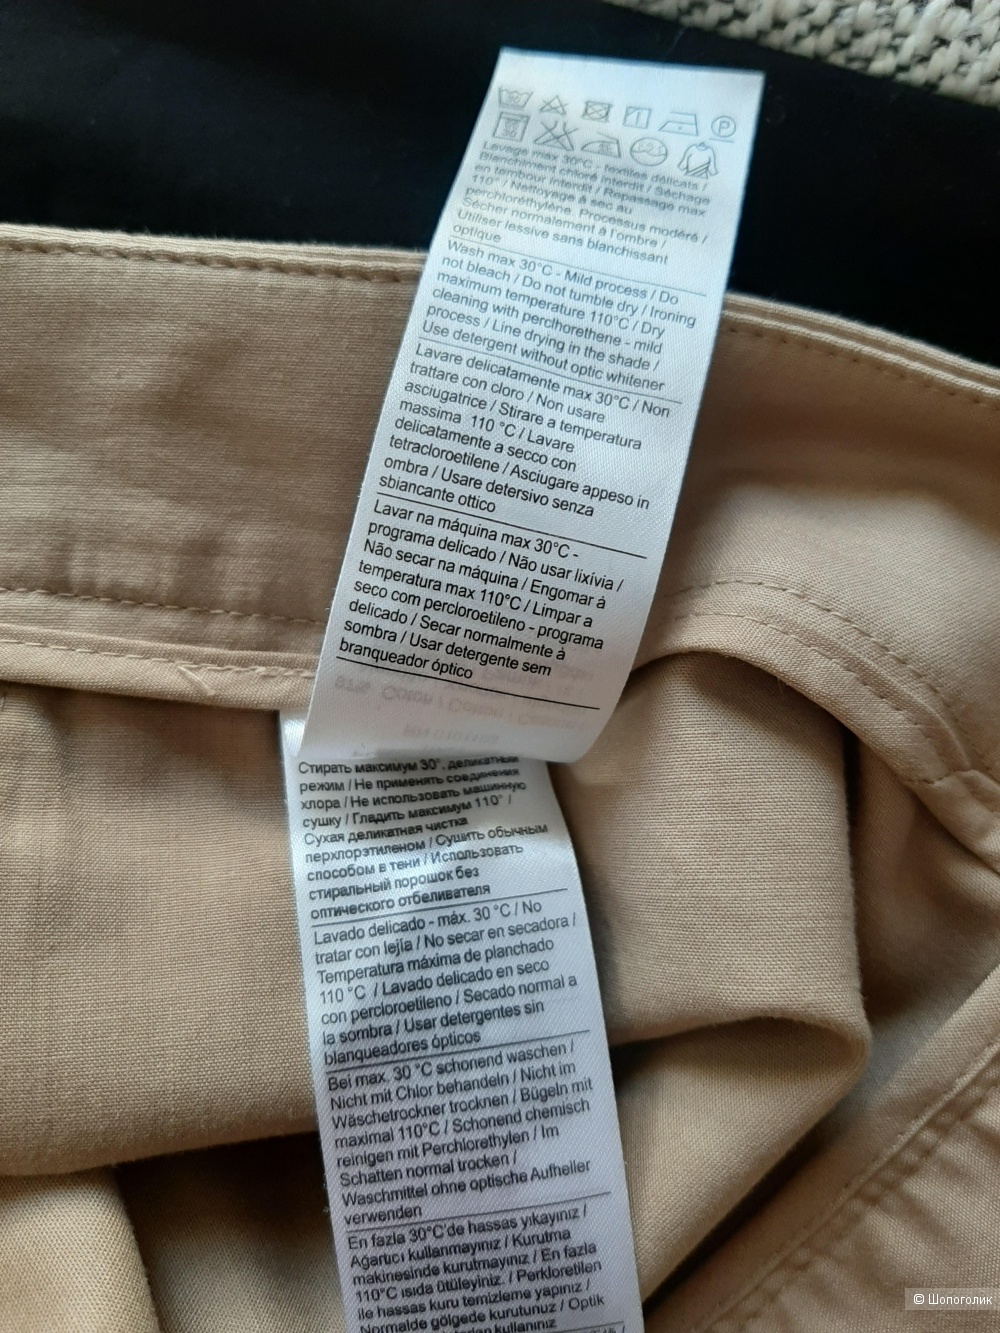 Lavage max 30°C - textiles délicats /
Blanchiment chloré interdit / Séchage
en tambour interdit / Repassage max
110° / Nettoyage à sec au
perchloréthylène. Processus modéré /
Sécher normalement à l'ombre /
Utiliser lessive sans blanchissant
optique
Wash max 30°C - Mild process / Do
not bleach / Do not tumble dry / Ironing
maximum temperature 110°C / Dry
cleaning with perclhorethene - mild
process / Line drying in the shade /
Use detergent without optic whitener
Lavare delicatamente max 30°C / Non
trattare con cloro / Non usare
asciugatrice / Stirare a temperatura
massima 110 °C / Lavare
delicatamente a secco con
tetracloroetilene / Asciugare appeso in
ombra / Usare detersivo senza
sbiancante ottico
Lavar na máquina max 30°C -
programa delicado / Não usar lixívia /
Não secar na máquina / Engomar à
temperatura max 110°C / Limpar a
seco com percloroetileno - programa
delicado / Secar normalmente à
sombra / Usar detergente sem
branqueador óptico
Стирать максимум 30°, деликатный
режим / Не применять соединения
хлора / Не использовать машинную
сушку / Гладить максимум 110° /
Сухая деликатная чистка
перхлорэтиленом / Сушить обычным
способом в тени / Использовать
стиральный порошок без
оптического отбеливателя
Lavado delicado - máx. 30 °C / No
tratar con lejía / No secar en secadora /
Temperatura máxima de planchado
110 °C / Lavado delicado en seco
con percloroetileno / Secado normal a
la sombra / Usar detergentes sin
blanqueadores ópticos
Bei max. 30 °C schonend waschen /
Nicht mit Chlor behandeln / Nicht im
Wäschetrockner trocknen / Bügeln mit
maximal 110°C / Schonend chemisch
reinigen mit Perchlorethylen / Im
Schatten normal trocken /
Waschmittel ohne optische Aufheller
verwenden
En fazla 30°C'de hassas yıkayınız /
Ağartıcı kullanmayınız / Kurutma
makinesinde kurutmayınız / En fazla
110°C ısıda ütüleyiniz. / Perkloretilen
ile hassas kuru temizleme yapınız /
Normalde gölgede kurutunuz / Optik
kullanınız
© Шопоголик